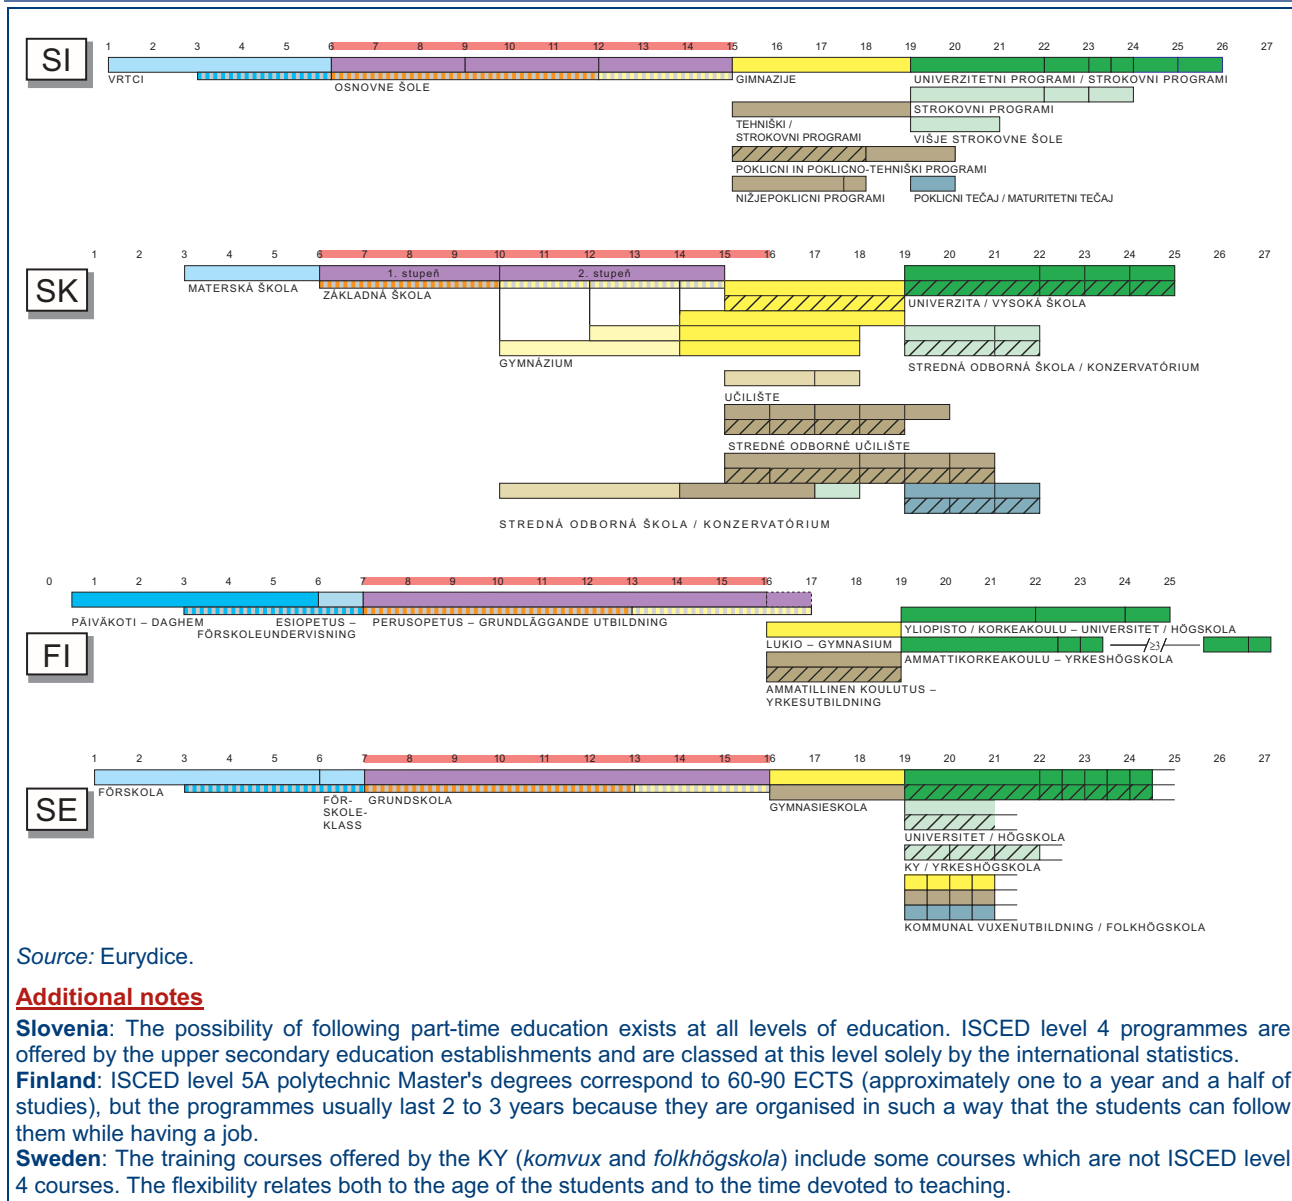 SI
1 2 3 4 5 6 7 8 9 10 11 12 13 14 15 16 17 18 19 20 21 22 23 24 25 26 27
VRTCI
OSNOVNE ŠOLE
GIMNAZIJE
UNIVERZITETNI PROGRAMI / STROKOVNI PROGRAMI
STROKOVNI PROGRAMI
TEHNIŠKI /
STROKOVNI PROGRAMI
VIŠJE STROKOVNE ŠOLE
POKLICNI IN POKLICNO-TEHNIŠKI PROGRAMI
NIŽJEPOKLICNI PROGRAMI
POKLICNI TEČAJ / MATURITETNI TEČAJ
SK
1 2 3 4 5 6 7 8 9 10 11 12 13 14 15 16 17 18 19 20 21 22 23 24 25 26 27
1. stupeň
2. stupeň
MATERSKÁ ŠKOLA
ZÁKLADNÁ ŠKOLA
UNIVERZITA / VYSOKÁ ŠKOLA
GYMNÁZIUM
STREDNÁ ODBORNÁ ŠKOLA / KONZERVATÓRIUM
UČILIŠTE
STREDNÉ ODBORNÉ UČILIŠTE
STREDNÁ ODBORNÁ ŠKOLA / KONZERVATÓRIUM
FI
0 1 2 3 4 5 6 7 8 9 10 11 12 13 14 15 16 17 18 19 20 21 22 23 24 25
PÄIVÄKOTI – DAGHEM
ESIOPETUS –
FÖRSKOLEUNDERVISNING
PERUSOPETUS – GRUNDLÄGGANDE UTBILDNING
YLIOPISTO / KORKEAKOULU – UNIVERSITET / HÖGSKOLA
LUKIO – GYMNASIUM
≥3
AMMATTIKORKEAKOULU – YRKESHÖGSKOLA
AMMATILLINEN KOULUTUS –
YRKESUTBILDNING
SE
1 2 3 4 5 6 7 8 9 10 11 12 13 14 15 16 17 18 19 20 21 22 23 24 25 26 27
FÖRSKOLA
FÖR-
SKOLE-
KLASS
GRUNDSKOLA
GYMNASIESKOLA
UNIVERSITET / HÖGSKOLA
KY / YRKESHÖGSKOLA
KOMMUNAL VUXENUTBILDNING / FOLKHÖGSKOLA
Source: Eurydice.
Additional notes
Slovenia: The possibility of following part-time education exists at all levels of education. ISCED level 4 programmes are
offered by the upper secondary education establishments and are classed at this level solely by the international statistics.
Finland: ISCED level 5A polytechnic Master's degrees correspond to 60-90 ECTS (approximately one to a year and a half of
studies), but the programmes usually last 2 to 3 years because they are organised in such a way that the students can follow
them while having a job.
Sweden: The training courses offered by the KY (komvux and folkhögskola) include some courses which are not ISCED level
4 courses. The flexibility relates both to the age of the students and to the time devoted to teaching.